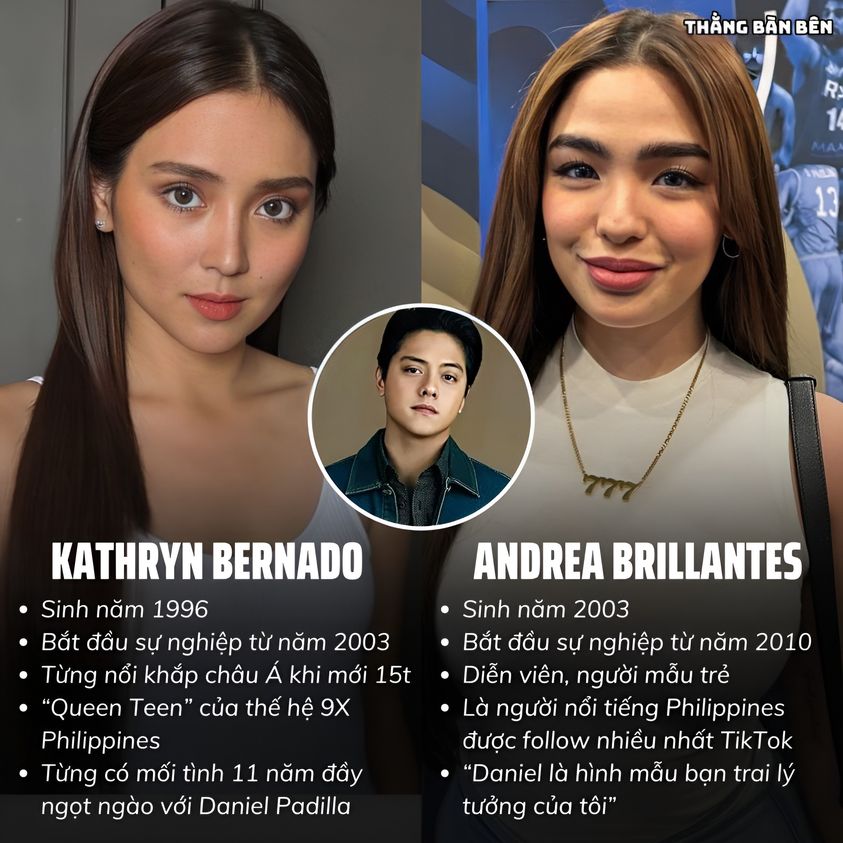 THẰNG BÀN BÊN
14
13
777
KATHRYN BERNADO
• Sinh năm 1996
• Bắt đầu sự nghiệp từ năm 2003
• Từng nổi khắp châu Á khi mới 15t
• “Queen Teen” của thế hệ 9X
Philippines
• Từng có mối tình 11 năm đầy
ngọt ngào với Daniel Padilla
ANDREA BRILLANTES
• Sinh năm 2003
• Bắt đầu sự nghiệp từ năm 2010
• Diễn viên, người mẫu trẻ
• Là người nổi tiếng Philippines
được follow nhiều nhất TikTok
• “Daniel là hình mẫu bạn trai lý
tưởng của tôi”